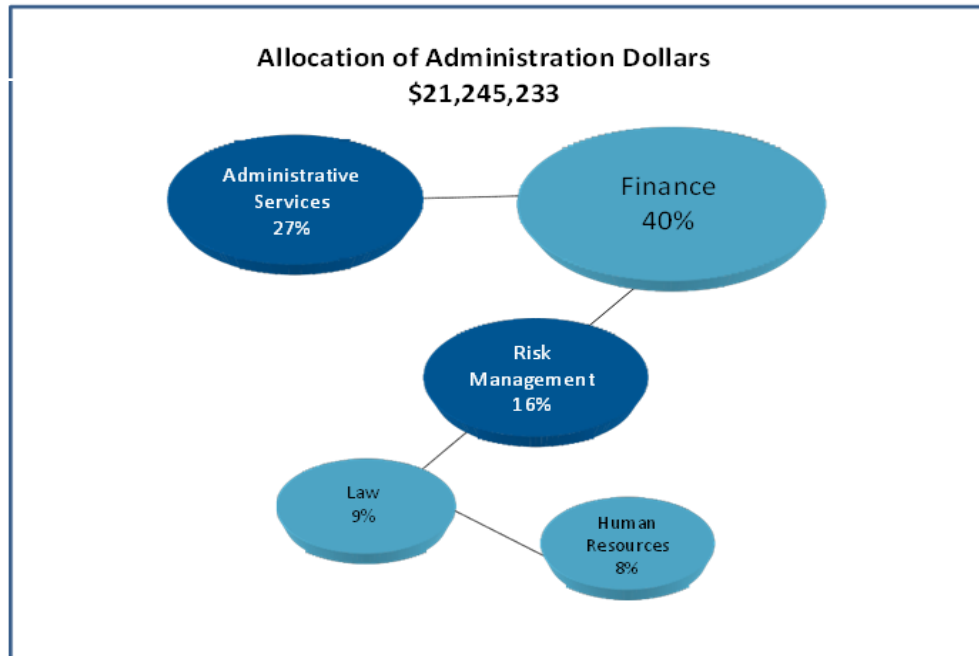 Allocation of Administration Dollars
$21,245,233
Administrative
Services
27%
Finance
40%
Risk
Management
16%
Law
9%
Human
Resources
8%